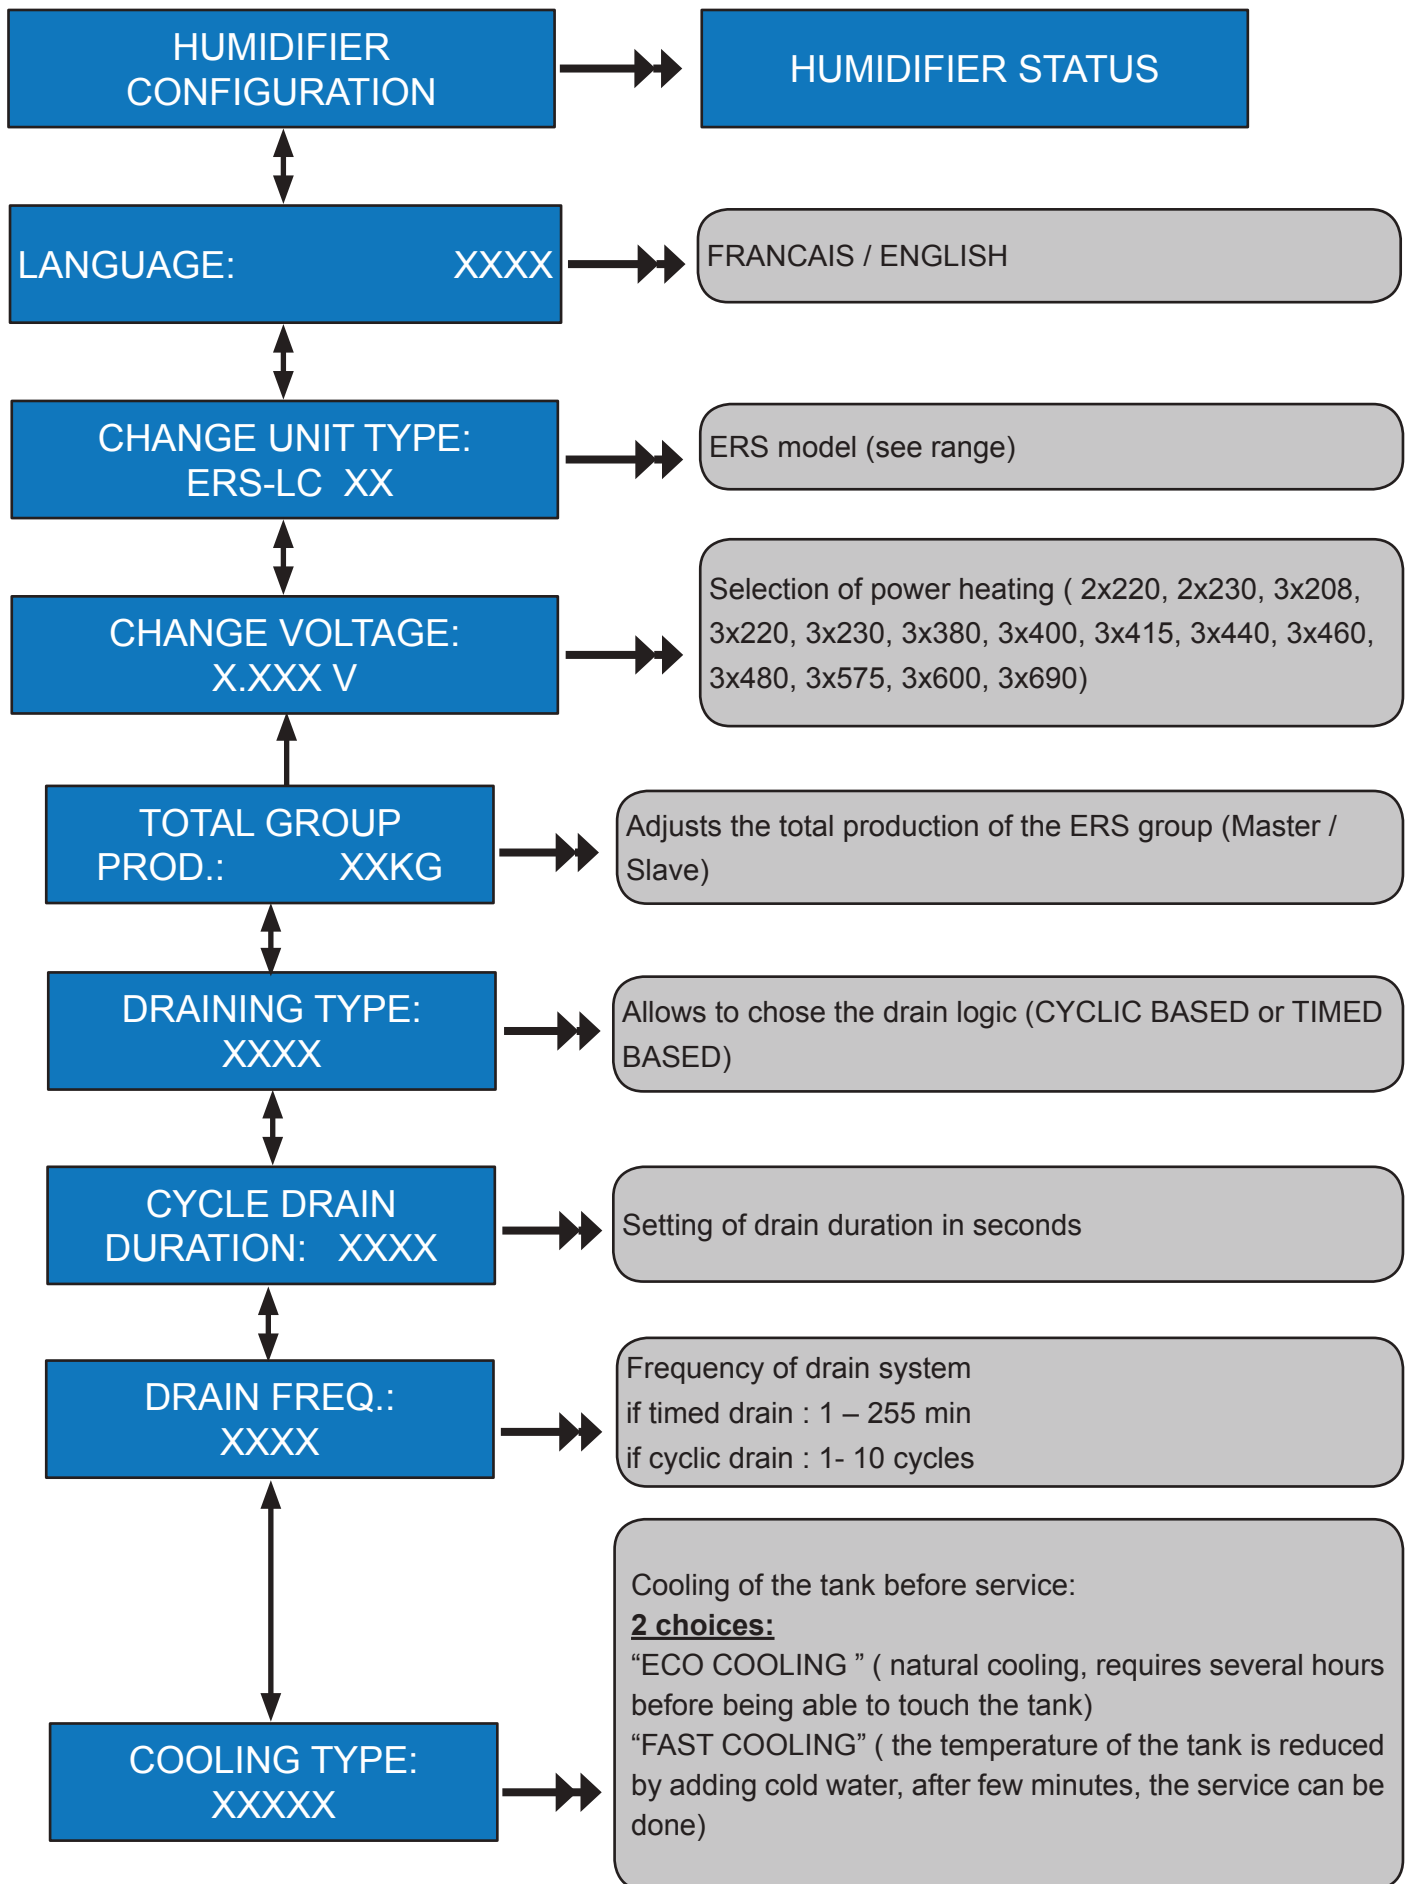 HUMIDIFIER
CONFIGURATION
HUMIDIFIER STATUS
LANGUAGE: XXXX
FRANCAIS / ENGLISH
CHANGE UNIT TYPE:
ERS-LC XX
ERS model (see range)
CHANGE VOLTAGE:
X.XXX V
Selection of power heating ( 2x220, 2x230, 3x208,
3x220, 3x230, 3x380, 3x400, 3x415, 3x440, 3x460,
3x480, 3x575, 3x600, 3x690)
TOTAL GROUP
PROD.: XXKG
Adjusts the total production of the ERS group (Master /
Slave)
DRAINING TYPE:
XXXX
Allows to chose the drain logic (CYCLIC BASED or TIMED
BASED)
CYCLE DRAIN
DURATION: XXXX
Setting of drain duration in seconds
DRAIN FREQ.:
XXXX
Frequency of drain system
if timed drain : 1 – 255 min
if cyclic drain : 1- 10 cycles
COOLING TYPE:
XXXXX
Cooling of the tank before service:
2 choices:
“ECO COOLING ” ( natural cooling, requires several hours
before being able to touch the tank)
“FAST COOLING” ( the temperature of the tank is reduced
by adding cold water, after few minutes, the service can be
done)